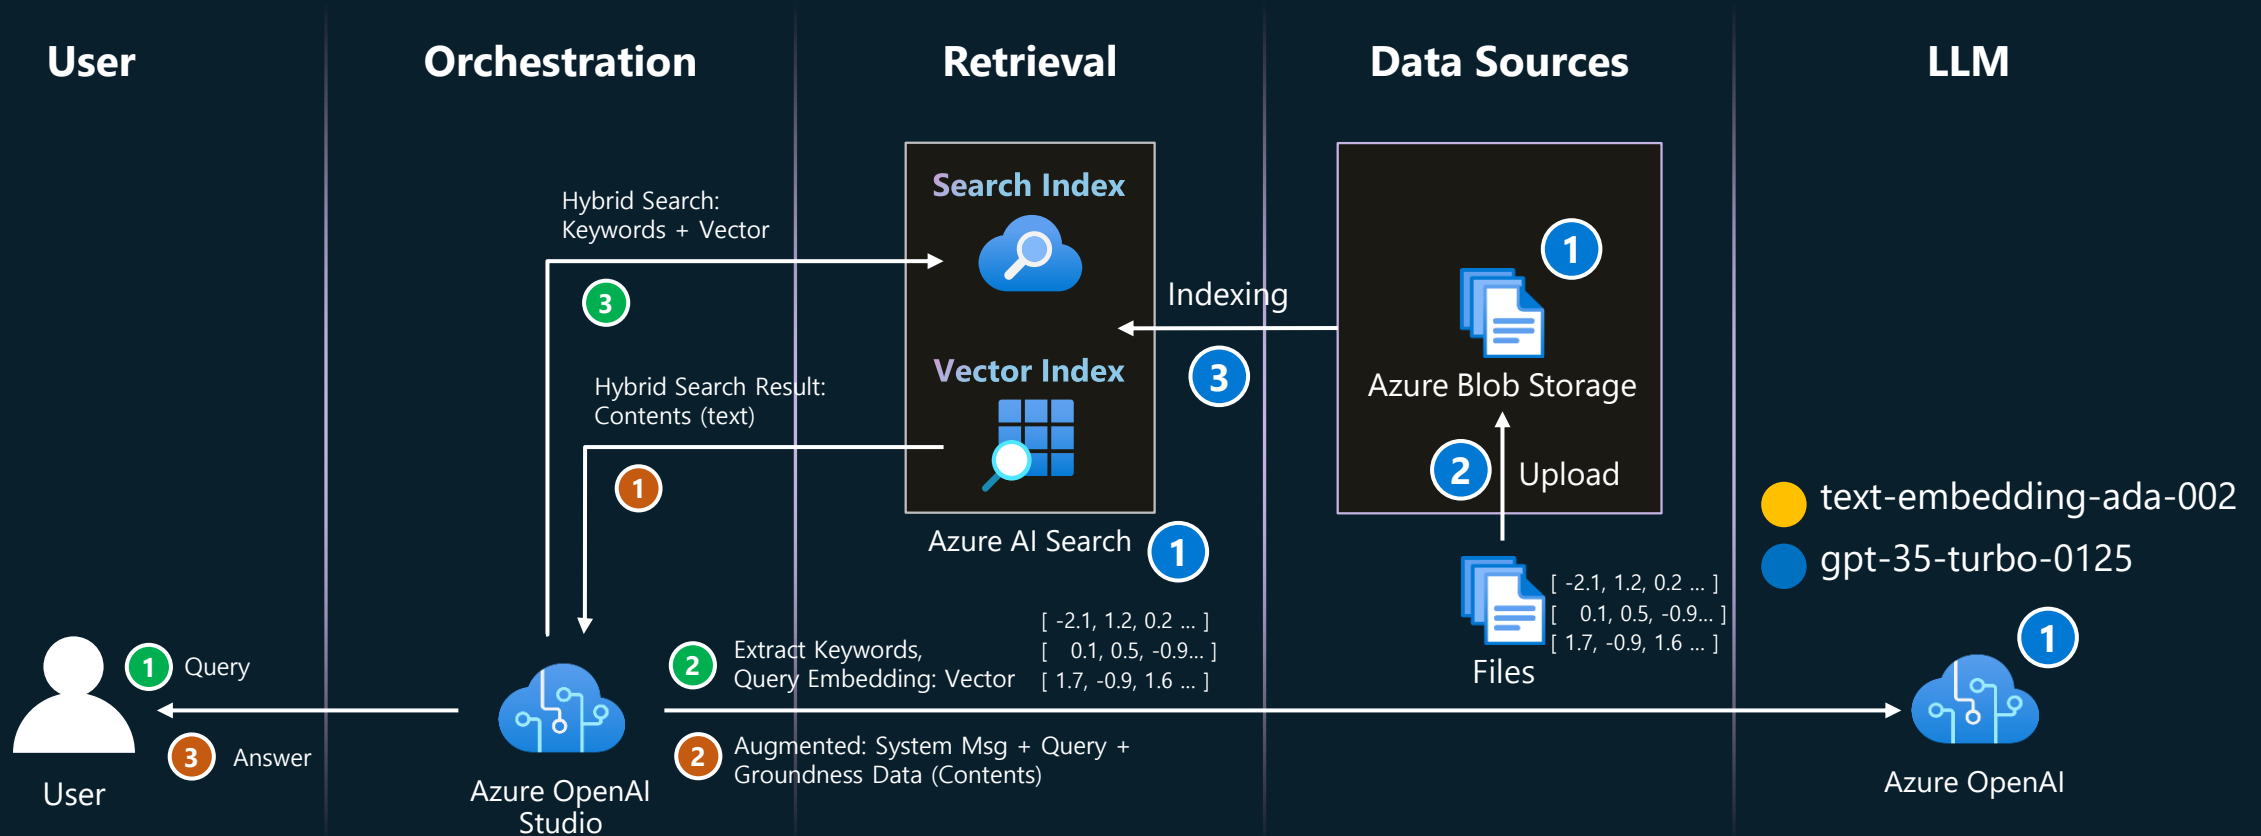 User
Orchestration
Retrieval
Data Sources
LLM
Hybrid Search:
Keywords + Vector
3
Search Index
1
Indexing
3
Vector Index
Hybrid Search Result:
Contents (text)
1
Azure Blob Storage
2
Upload
Azure AI Search
1
text-embedding-ada-002
gpt-35-turbo-0125
[ -2.1, 1.2, 0.2 ... ]
[ 0.1, 0.5, -0.9... ]
[ 1.7, -0.9, 1.6 ... ]
Files
1
Query
2
Extract Keywords,
Query Embedding: Vector
[ -2.1, 1.2, 0.2 ... ]
[ 0.1, 0.5, -0.9... ]
[ 1.7, -0.9, 1.6 ... ]
1
3
Answer
2
Augmented: System Msg + Query +
Groundness Data (Contents)
User
Azure OpenAI
Studio
Azure OpenAI